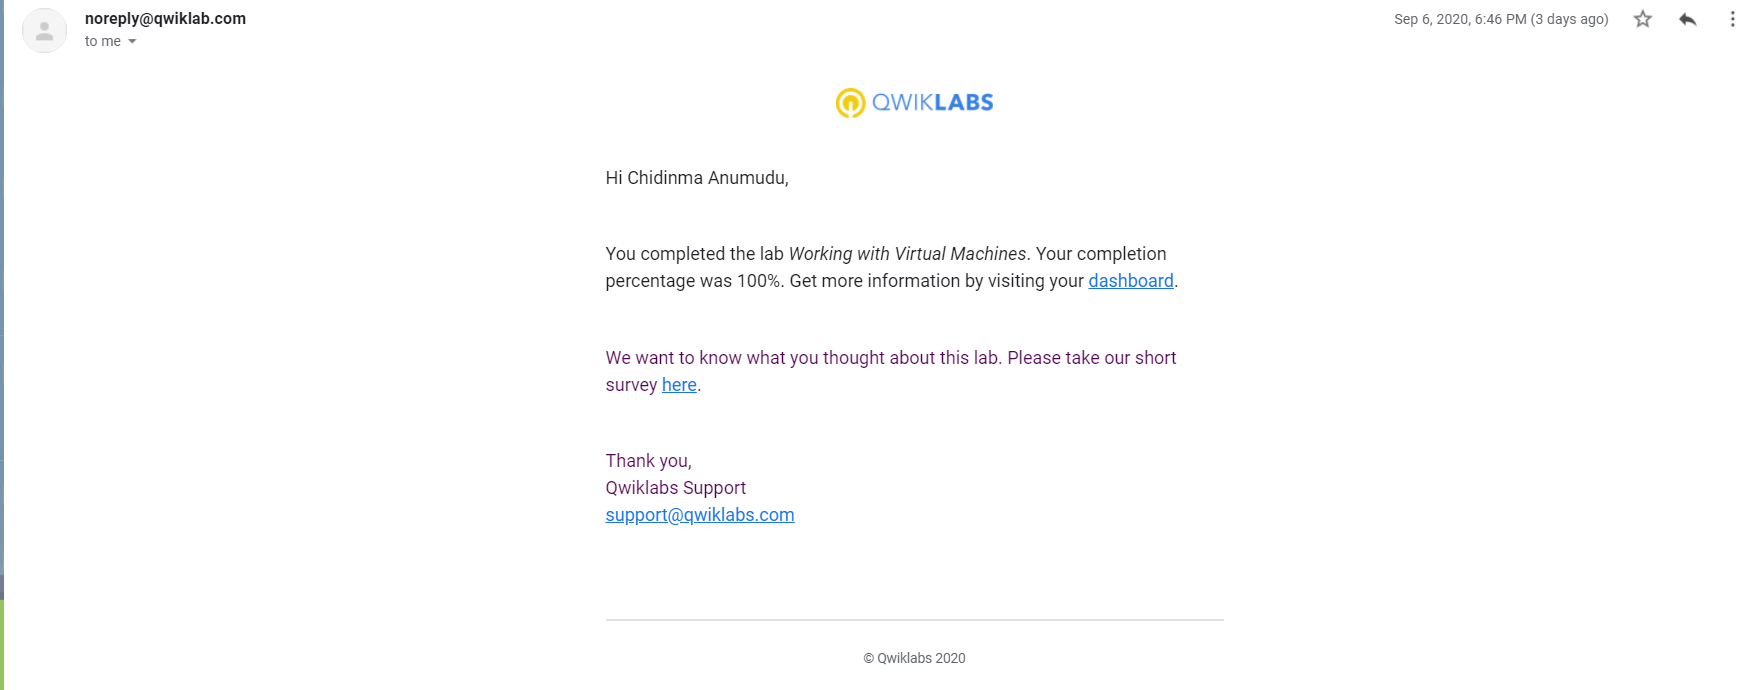 noreply@qwiklab.com
Sep 6, 2020, 6:46 PM (3 days ago)
to me
QWIKLABS
Hi Chidinma Anumudu,
You completed the lab Working with Virtual Machines. Your completion
percentage was 100%. Get more information by visiting your dashboard.
We want to know what you thought about this lab. Please take our short
survey here.
Thank you,
Qwiklabs Support
support@qwiklabs.com
© Qwiklabs 2020